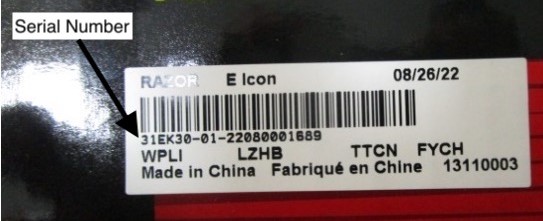 Serial Number
RAZOR E Icon 08/26/22
31EK30-01-22080001689
WPLI LZHB TTCN FYCH
Made in China Fabriqué en Chine 13110003